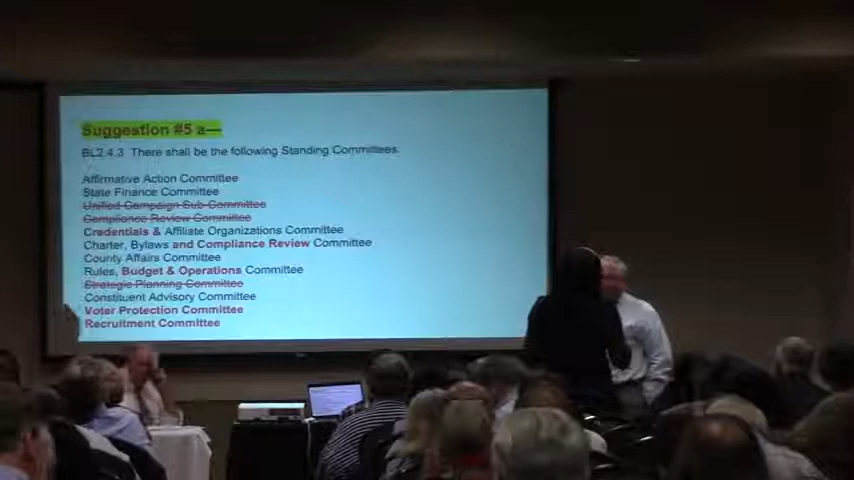 Suggestion #5 a—
BL2.4.3 There shall be the following Standing Committees.
Affirmative Action Committee
State Finance Committee
Unified Campaign Sub-Committee
Compliance Review Committee
Credentials & Affiliate Organizations Committee
Charter, Bylaws and Compliance Review Committee
County Affairs Committee
Rules, Budget & Operations Committee
Strategic Planning Committee
Constituent Advisory Committee
Voter Protection Committee
Recruitment Committee